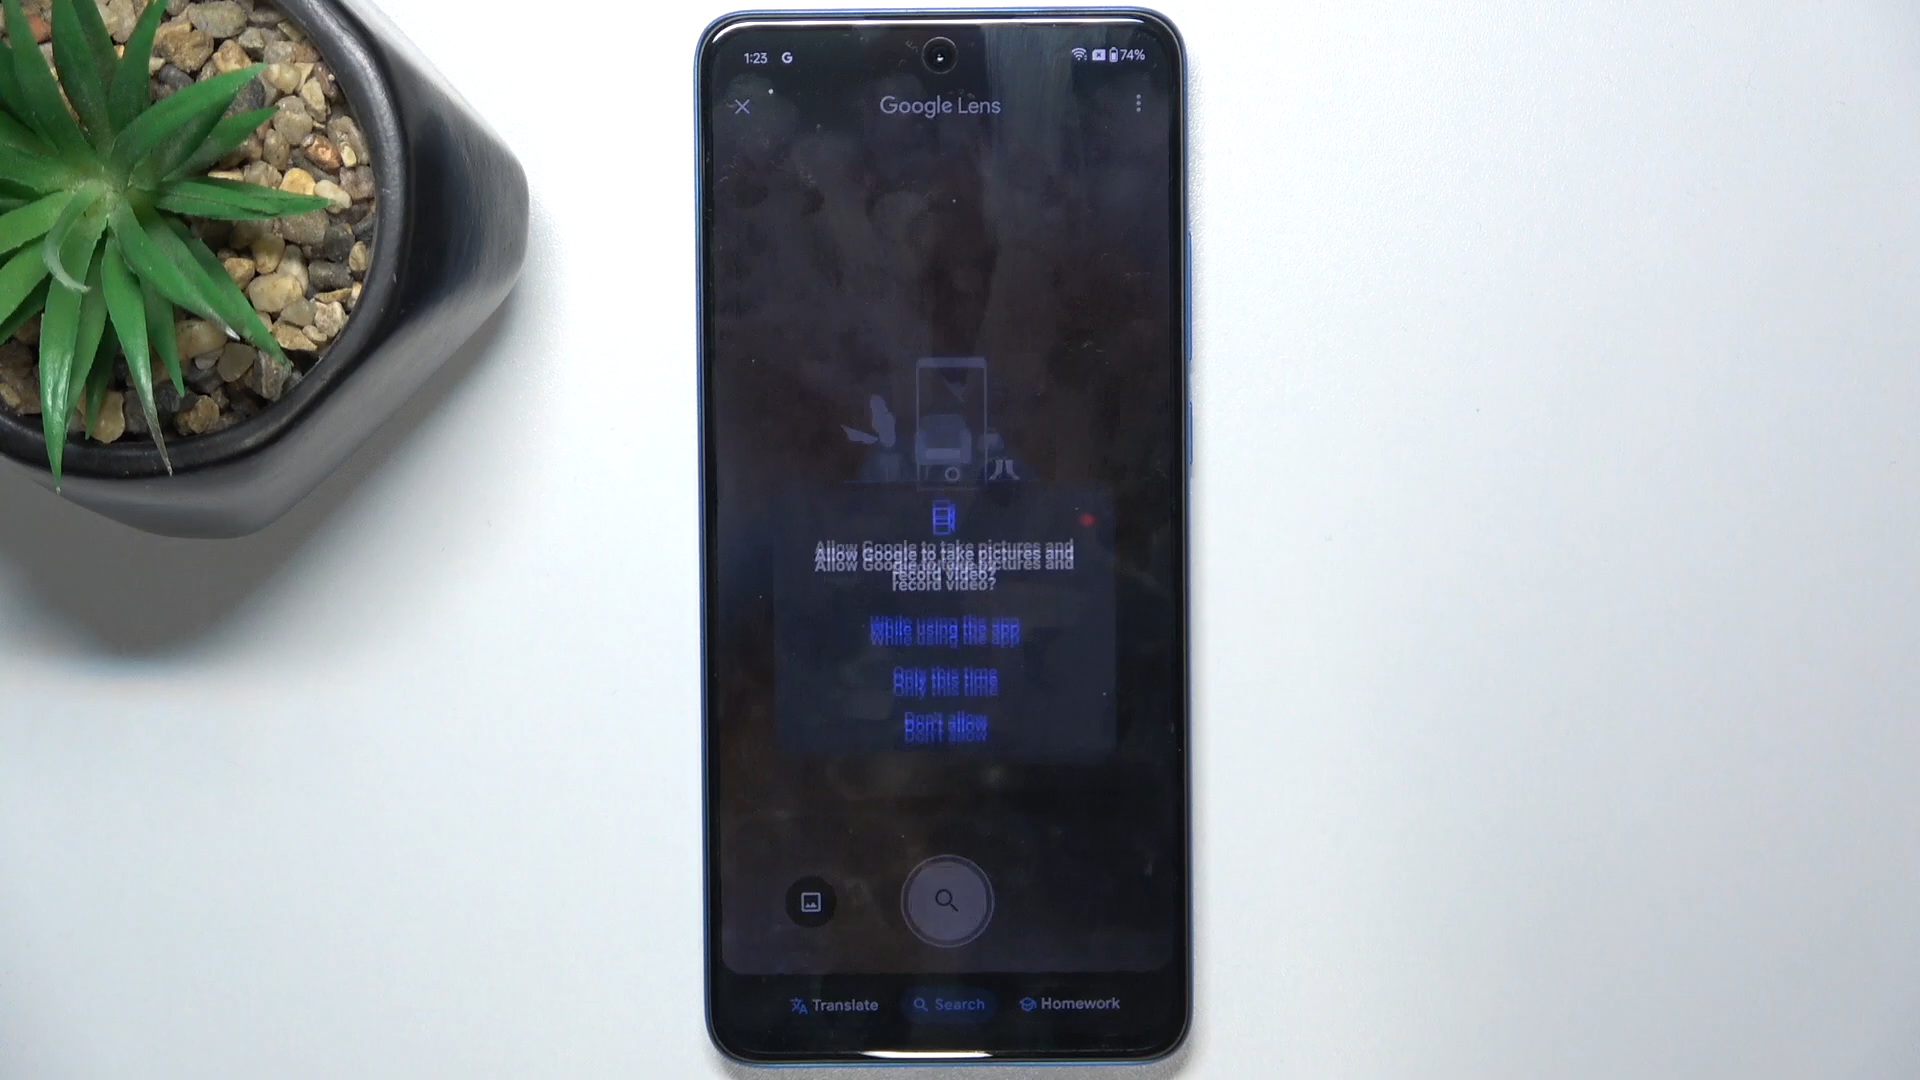 1:23 G 74%
Google Lens
Allow Google to take pictures and
record video?
While using the app
Only this time
Don't allow
Translate Search Homework